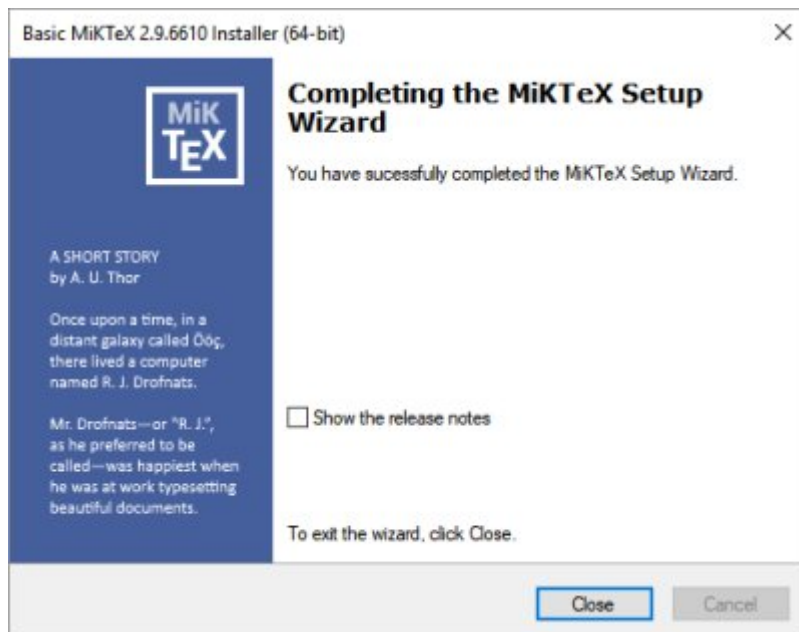 Basic MiKTeX 2.9.6610 Installer (64-bit)
MiK
TEX
Completing the MiKTeX Setup
Wizard
You have sucessfully completed the MiKTeX Setup Wizard.
A SHORT STORY
by A. U. Thor
Once upon a time, in a
distant galaxy called Ööç,
there lived a computer
named R. J. Drofnats.
Mr. Drofnats—or “R. J.”,
as he preferred to be
called—was happiest when
he was at work typesetting
beautiful documents.
Show the release notes
To exit the wizard, click Close.
Close
Cancel